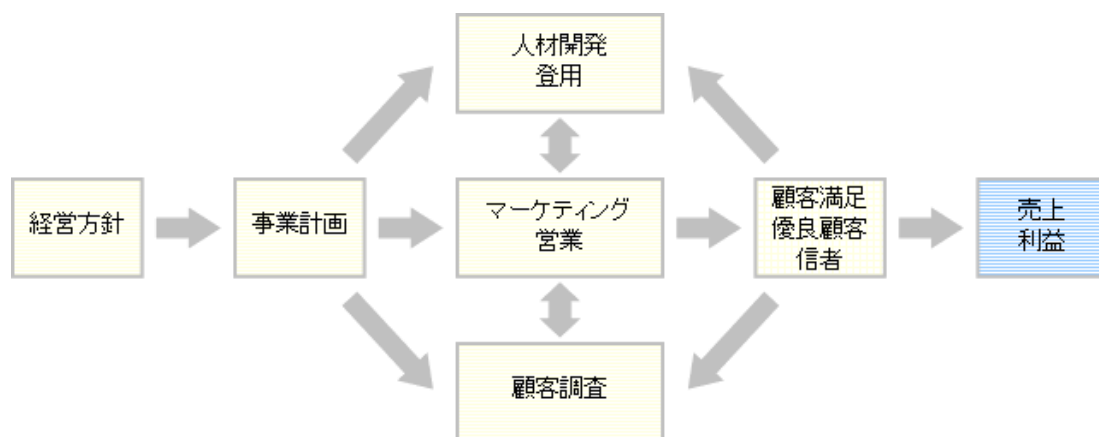 人材開発
登用
経営方針
事業計画
マーケティング
営業
顧客満足
優良顧客
信者
売上
利益
顧客調査